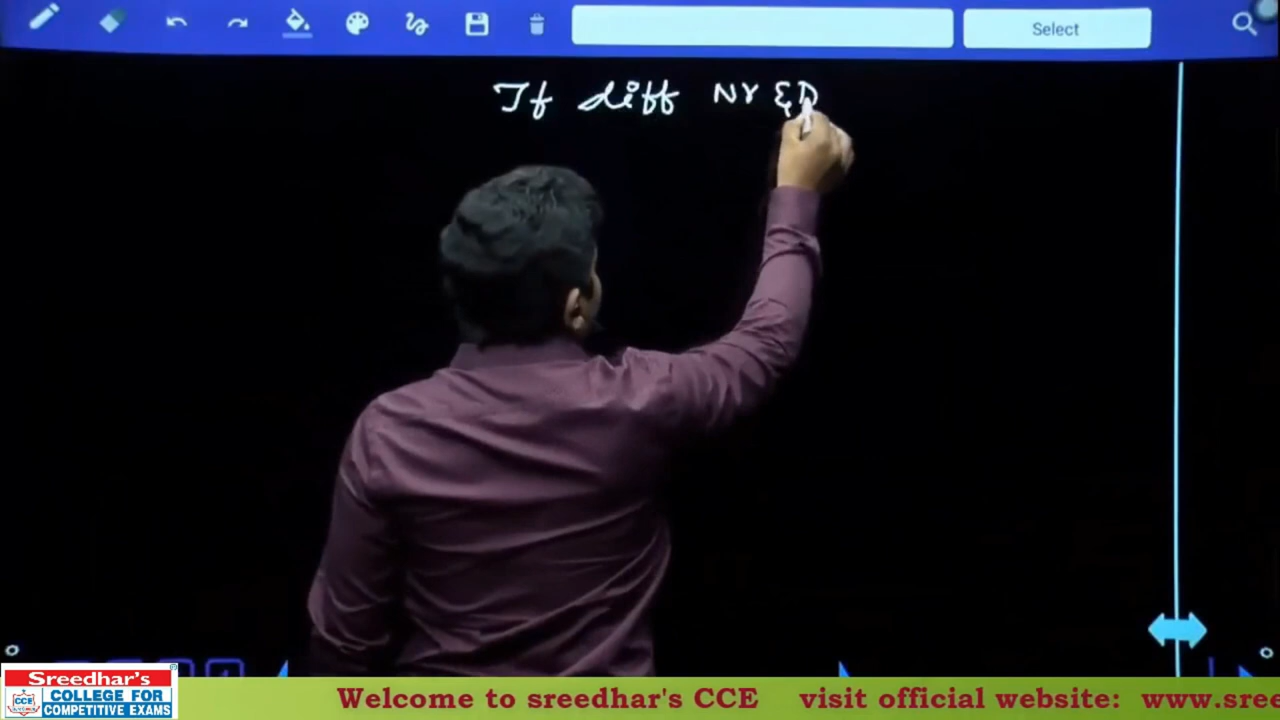 Select
If diff NY & D
Sreedhar's
CCE
COLLEGE FOR
COMPETITIVE EXAMS
Welcome to sreedhar's CCE visit official website: www.sree